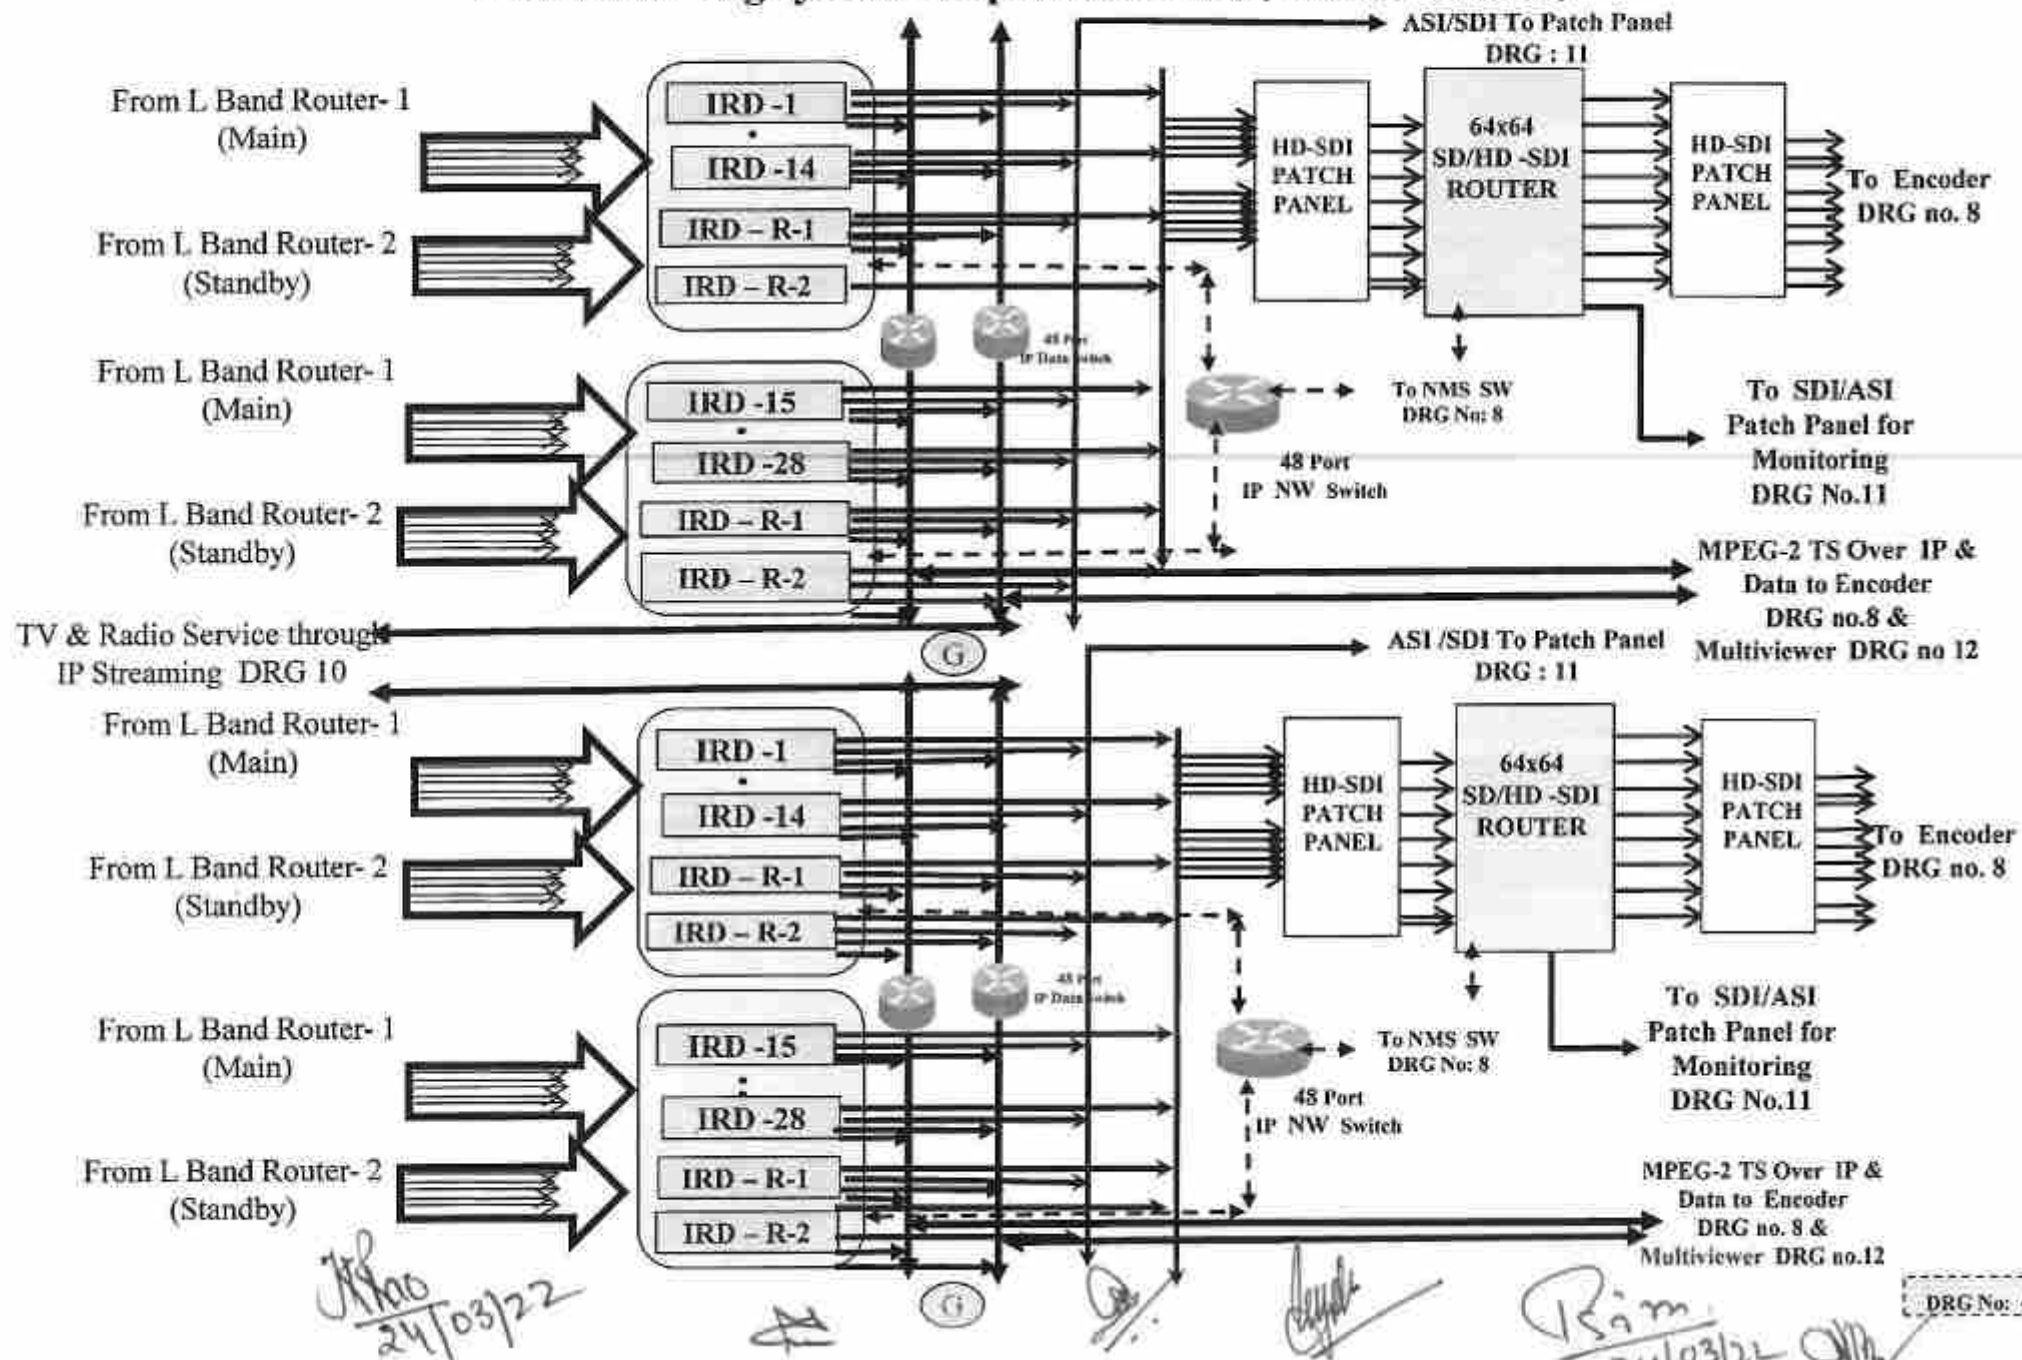 ASI/SDI To Patch Panel
DRG : 11
From L Band Router- 1
(Main)
IRD -1
IRD -14
From L Band Router- 2
(Standby)
IRD – R-1
IRD – R-2
HD-SDI
PATCH
PANEL
64x64
SD/HD -SDI
ROUTER
HD-SDI
PATCH
PANEL
To Encoder
DRG no. 8
48 Port
IP Data Switch
From L Band Router- 1
(Main)
IRD -15
IRD -28
From L Band Router- 2
(Standby)
IRD – R-1
IRD – R-2
To NMS SW
DRG No: 8
48 Port
IP NW Switch
To SDI/ASI
Patch Panel for
Monitoring
DRG No.11
MPEG-2 TS Over IP &
Data to Encoder
DRG no.8 &
Multiviewer DRG no 12
TV & Radio Service through
IP Streaming DRG 10
G
ASI /SDI To Patch Panel
DRG : 11
From L Band Router- 1
(Main)
IRD -1
IRD -14
From L Band Router- 2
(Standby)
IRD – R-1
IRD – R-2
HD-SDI
PATCH
PANEL
64x64
SD/HD -SDI
ROUTER
HD-SDI
PATCH
PANEL
To Encoder
DRG no. 8
48 Port
IP Data Switch
From L Band Router- 1
(Main)
IRD -15
IRD -28
From L Band Router- 2
(Standby)
IRD – R-1
IRD – R-2
To NMS SW
DRG No: 8
48 Port
IP NW Switch
To SDI/ASI
Patch Panel for
Monitoring
DRG No.11
MPEG-2 TS Over IP &
Data to Encoder
DRG no. 8 &
Multiviewer DRG no.12
G
24/03/22
DRG No: